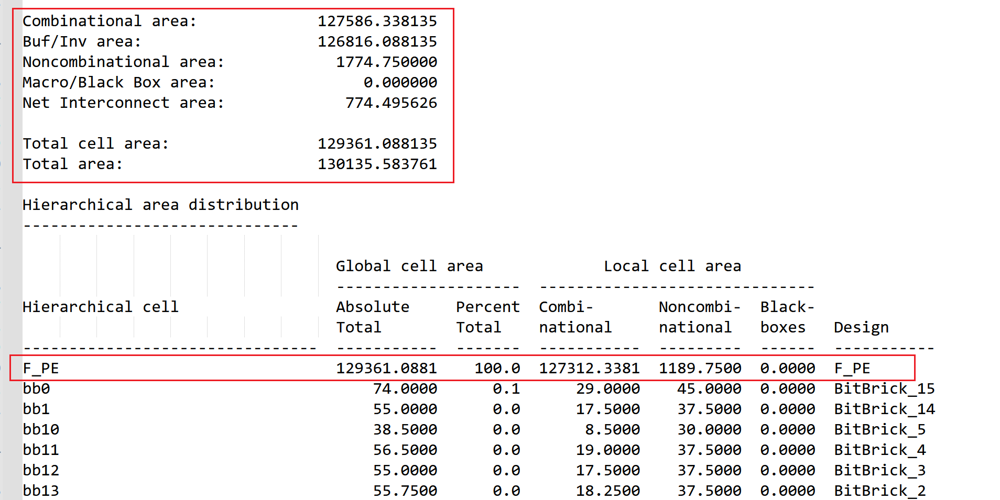 Combinational area: 127586.338135
Buf/Inv area: 126816.088135
Noncombinational area: 1774.750000
Macro/Black Box area: 0.000000
Net Interconnect area: 774.495626
Total cell area: 129361.088135
Total area: 130135.583761
Hierarchical area distribution
------------------------------
Global cell area Local cell area
-------------------- ------------------------------
Hierarchical cell Absolute Percent Combi- Noncombi- Black-
Total Total national national boxes Design
-------------------------------- ----------- ------- ----------- --------- ------ -----------
F_PE 129361.0881 100.0 127312.3381 1189.7500 0.0000 F_PE
bb0 74.0000 0.1 29.0000 45.0000 0.0000 BitBrick_15
bb1 55.0000 0.0 17.5000 37.5000 0.0000 BitBrick_14
bb10 38.5000 0.0 8.5000 30.0000 0.0000 BitBrick_5
bb11 56.5000 0.0 19.0000 37.5000 0.0000 BitBrick_4
bb12 55.0000 0.0 17.5000 37.5000 0.0000 BitBrick_3
bb13 55.7500 0.0 18.2500 37.5000 0.0000 BitBrick_2